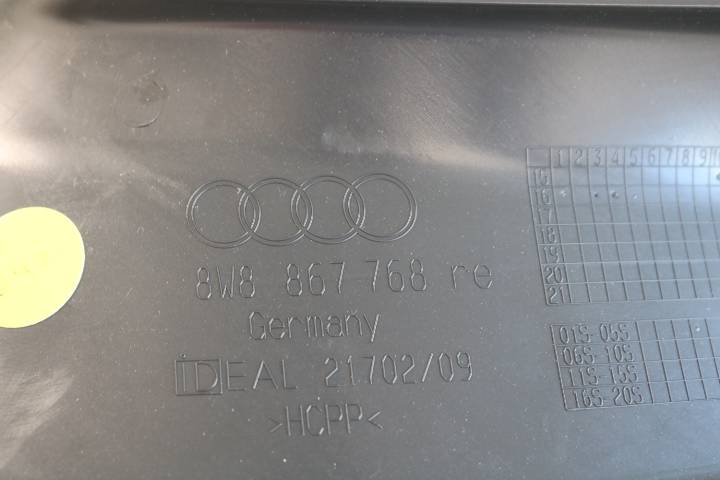 8W8 867 768 re
Germany
IDEAL 21702/09
>HCPP<
1 2 3 4 5 6 7 8 9
15
16
17
18
19
20
21
01S-05S
06S-10S
11S-15S
16S-20S